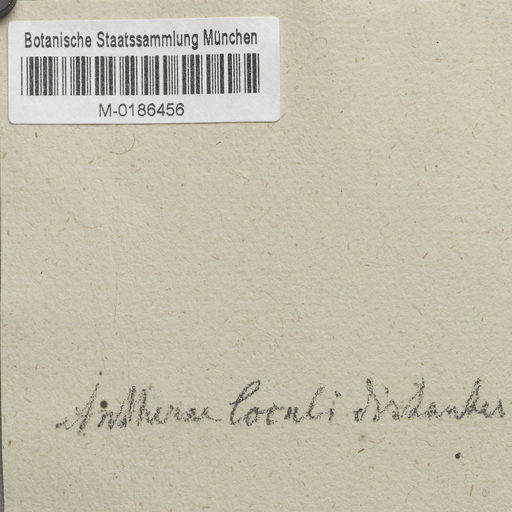 Botanische Staatssammlung München
M-0186456
Antherae loculi distantes